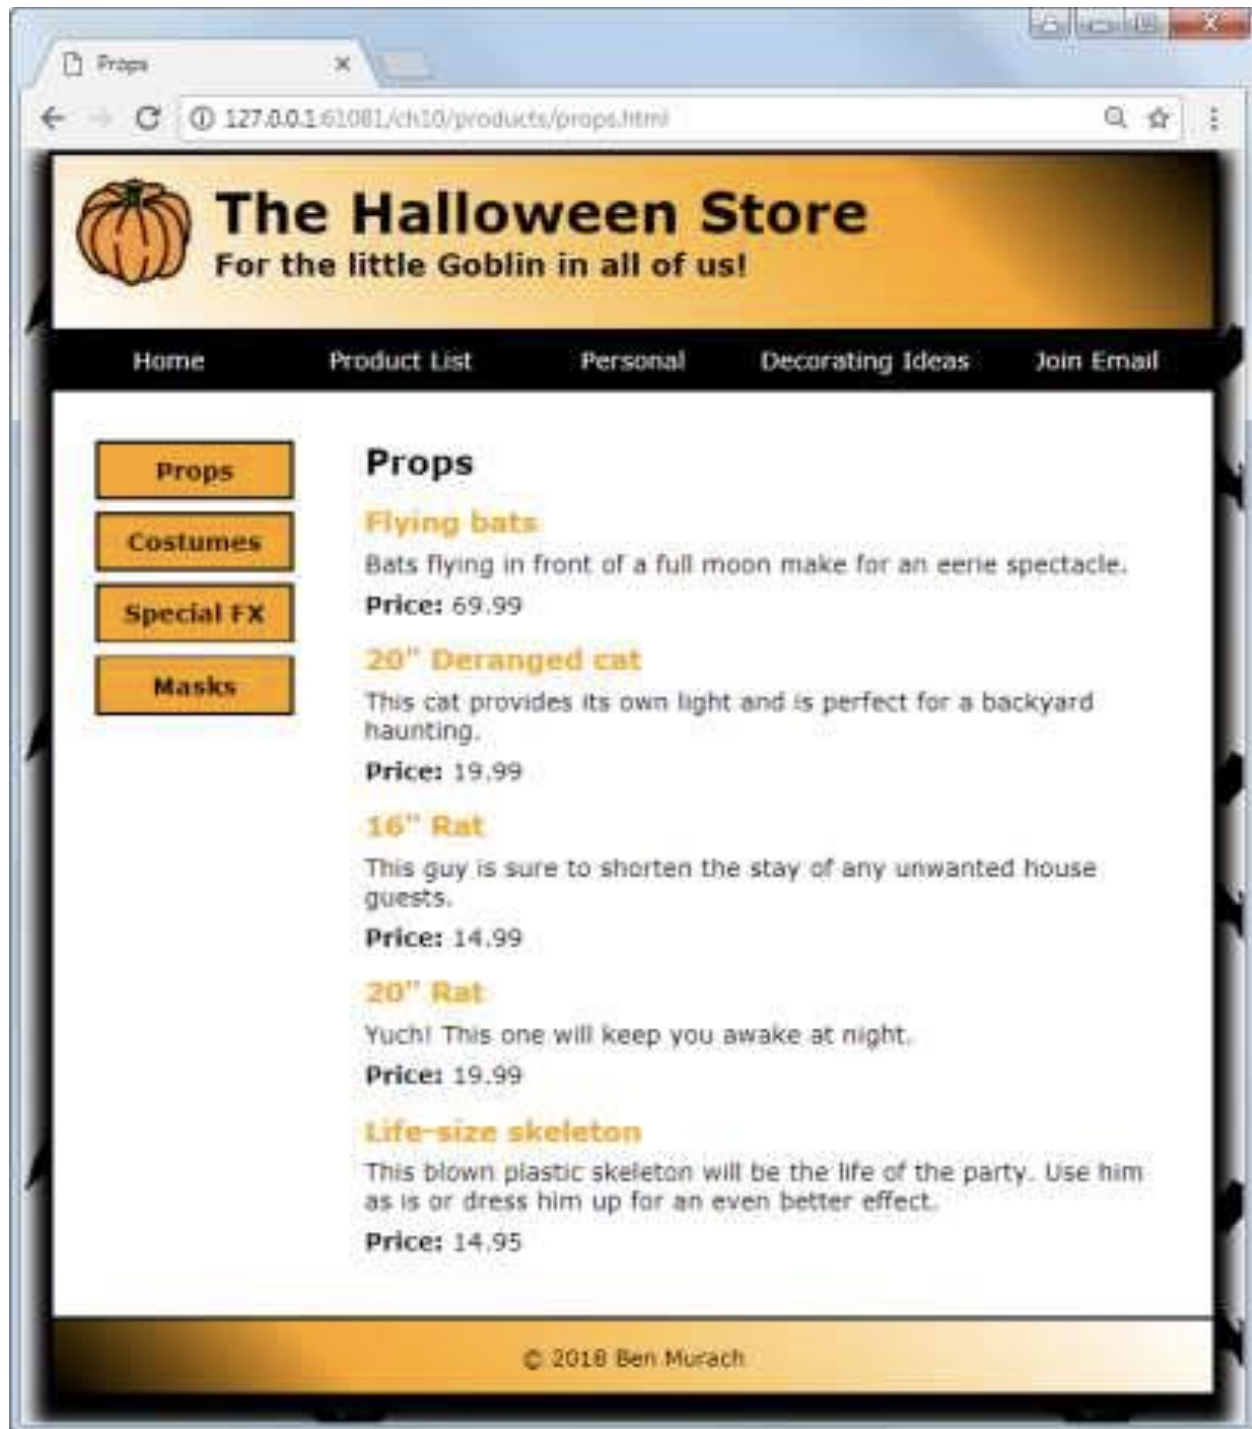 Props
127.0.0.1:61081/ch10/products/props.html
The Halloween Store
For the little Goblin in all of us!
Home Product List Personal Decorating Ideas Join Email
Props
Costumes
Special FX
Masks
Props
Flying bats
Bats flying in front of a full moon make for an eerie spectacle.
Price: 69.99
20" Deranged cat
This cat provides its own light and is perfect for a backyard
haunting.
Price: 19.99
16" Rat
This guy is sure to shorten the stay of any unwanted house
guests.
Price: 14.99
20" Rat
Yuch! This one will keep you awake at night.
Price: 19.99
Life-size skeleton
This blown plastic skeleton will be the life of the party. Use him
as is or dress him up for an even better effect.
Price: 14.95
© 2018 Ben Murach